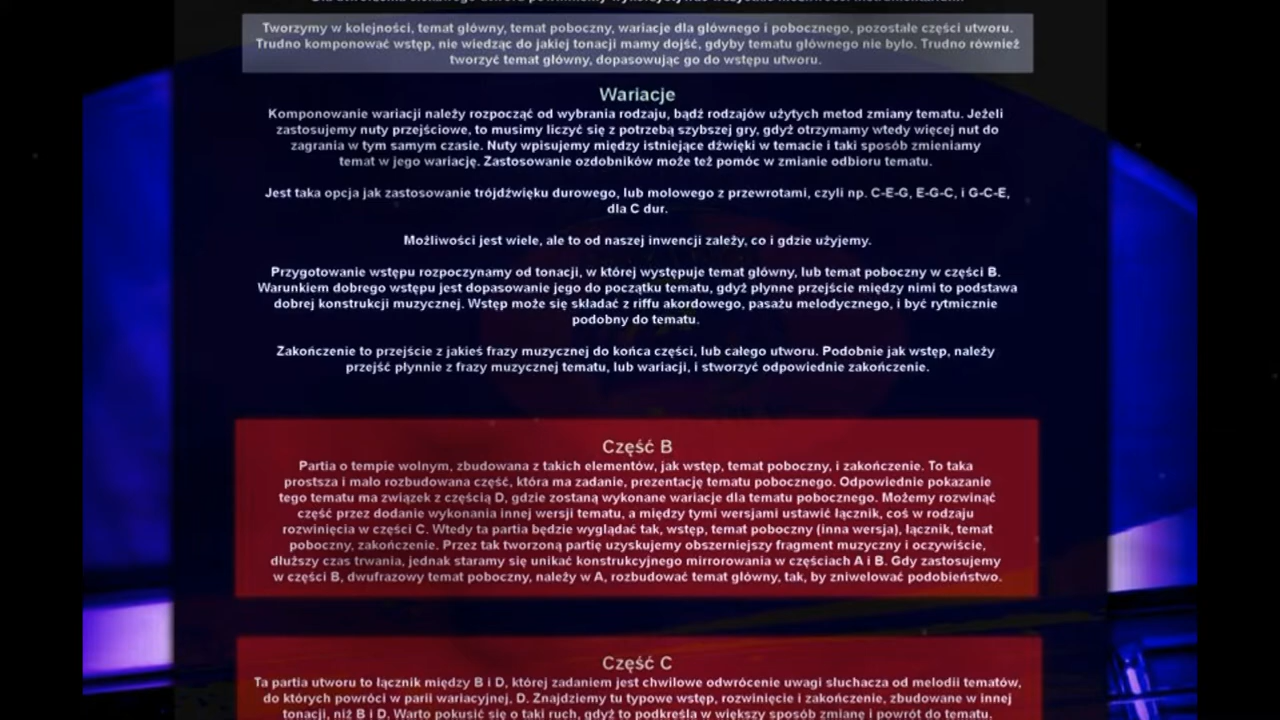 Tworzymy w kolejności, temat główny, temat poboczny, wariacje dla głównego i pobocznego, pozostałe części utworu.
Trudno komponować wstęp, nie wiedząc do jakiej tonacji mamy dojść, gdyby tematu głównego nie było. Trudno również
tworzyć temat główny, dopasowując go do wstępu utworu.
Wariacje
Komponowanie wariacji należy rozpocząć od wybrania rodzaju, bądź rodzajów użytych metod zmiany tematu. Jeżeli
zastosujemy nuty przejściowe, to musimy liczyć się z potrzebą szybszej gry, gdyż otrzymamy wtedy więcej nut do
zagrania w tym samym czasie. Nuty wpisujemy między istniejące dźwięki w temacie i taki sposób zmieniamy
temat w jego wariację. Zastosowanie ozdobników może też pomóc w zmianie odbioru tematu.
Jest taka opcja jak zastosowanie trójdźwięku durowego, lub molowego z przewrotami, czyli np. C-E-G, E-G-C, i G-C-E,
dla C dur.
Możliwości jest wiele, ale to od naszej inwencji zależy, co i gdzie użyjemy.
Przygotowanie wstępu rozpoczynamy od tonacji, w której występuje temat główny, lub temat poboczny w części B.
Warunkiem dobrego wstępu jest dopasowanie jego do początku tematu, gdyż płynne przejście między nimi to podstawa
dobrej konstrukcji muzycznej. Wstęp może się składać z riffu akordowego, pasażu melodycznego, i być rytmicznie
podobny do tematu.
Zakończenie to przejście z jakieś frazy muzycznej do końca części, lub całego utworu. Podobnie jak wstęp, należy
przejść płynnie z frazy muzycznej tematu, lub wariacji, i stworzyć odpowiednie zakończenie.
Część B
Partia o tempie wolnym, zbudowana z takich elementów, jak wstęp, temat poboczny, i zakończenie. To taka
prostsza i mało rozbudowana część, która ma zadanie, prezentację tematu pobocznego. Odpowiednie pokazanie
tego tematu ma związek z częścią D, gdzie zostaną wykonane wariacje dla tematu pobocznego. Możemy rozwinąć
część przez dodanie wykonania innej wersji tematu, a między tymi wersjami ustawić łącznik, coś w rodzaju
rozwinięcia w części C. Wtedy ta partia będzie wyglądać tak, wstęp, temat poboczny (inna wersja), łącznik, temat
poboczny, zakończenie. Przez tak tworzoną partię uzyskujemy obszerniejszy fragment muzyczny i oczywiście,
dłuższy czas trwania, jednak staramy się unikać konstrukcyjnego mirrorowania w częściach A i B. Gdy zastosujemy
w części B, dwufrazowy temat poboczny, należy w A, rozbudować temat główny, tak, by zniwelować podobieństwo.
Część C
Ta partia utworu to łącznik między B i D, której zadaniem jest chwilowe odwrócenie uwagi słuchacza od melodii tematów,
do których powróci w parii wariacyjnej, D. Znajdziemy tu typowe wstęp, rozwinięcie i zakończenie, zbudowane w innej
tonacji, niż B i D. Warto pokusić się o taki ruch, gdyż to podkreśla w większy sposób zmianę i powrót do tematu.